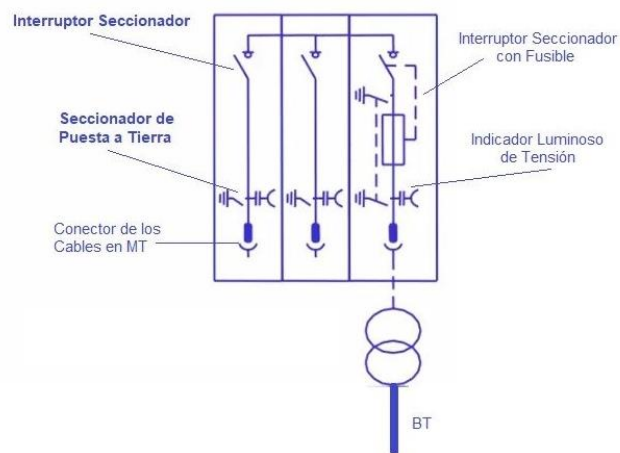 Interruptor Seccionador
Interruptor Seccionador
con Fusible
Seccionador de
Puesta a Tierra
Indicador Luminoso
de Tensión
Conector de los
Cables en MT
BT